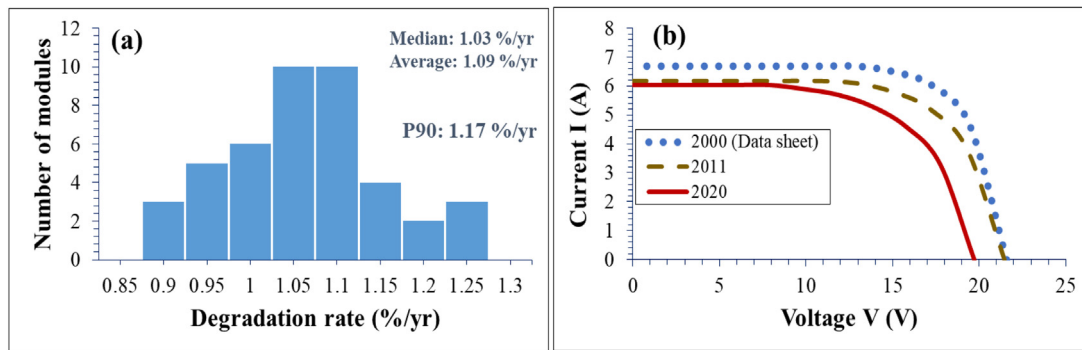 (a)
Median: 1.03 %/yr
Average: 1.09 %/yr
P90: 1.17 %/yr
Number of modules
12
10
8
6
4
2
0
0.85 0.9 0.95 1 1.05 1.1 1.15 1.2 1.25 1.3
Degradation rate (%/yr)
(b)
Current I (A)
8
7
6
5
4
3
2
1
0
2000 (Data sheet)
2011
2020
0 5 10 15 20 25
Voltage V (V)